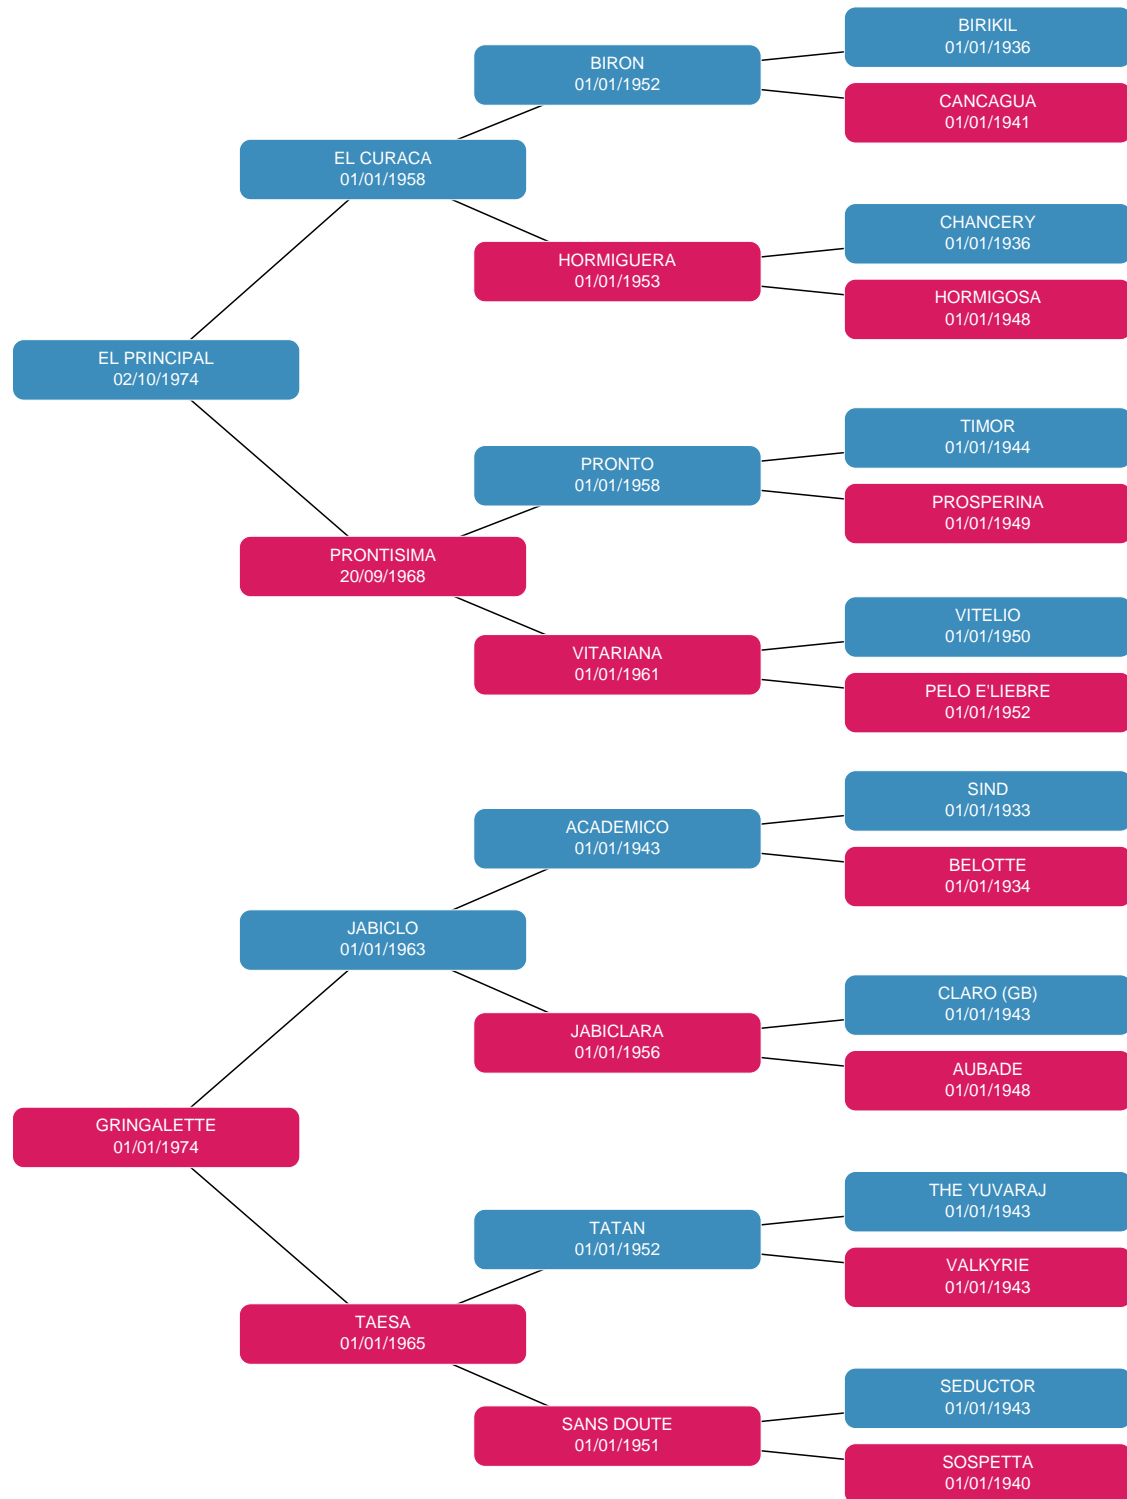 BIRIKIL
01/01/1936
BIRON
01/01/1952
CANCAGUA
01/01/1941
EL CURACA
01/01/1958
CHANCERY
01/01/1936
HORMIGUERA
01/01/1953
HORMIGOSA
01/01/1948
EL PRINCIPAL
02/10/1974
TIMOR
01/01/1944
PRONTO
01/01/1958
PROSPERINA
01/01/1949
PRONTISIMA
20/09/1968
VITELIO
01/01/1950
VITARIANA
01/01/1961
PELO E'LIEBRE
01/01/1952
SIND
01/01/1933
ACADEMICO
01/01/1943
BELOTTE
01/01/1934
JABICLO
01/01/1963
CLARO (GB)
01/01/1943
JABICLARA
01/01/1956
AUBADE
01/01/1948
GRINGALETTE
01/01/1974
THE YUVARAJ
01/01/1943
TATAN
01/01/1952
VALKYRIE
01/01/1943
TAESA
01/01/1965
SEDUCTOR
01/01/1943
SANS DOUTE
01/01/1951
SOSPETTA
01/01/1940